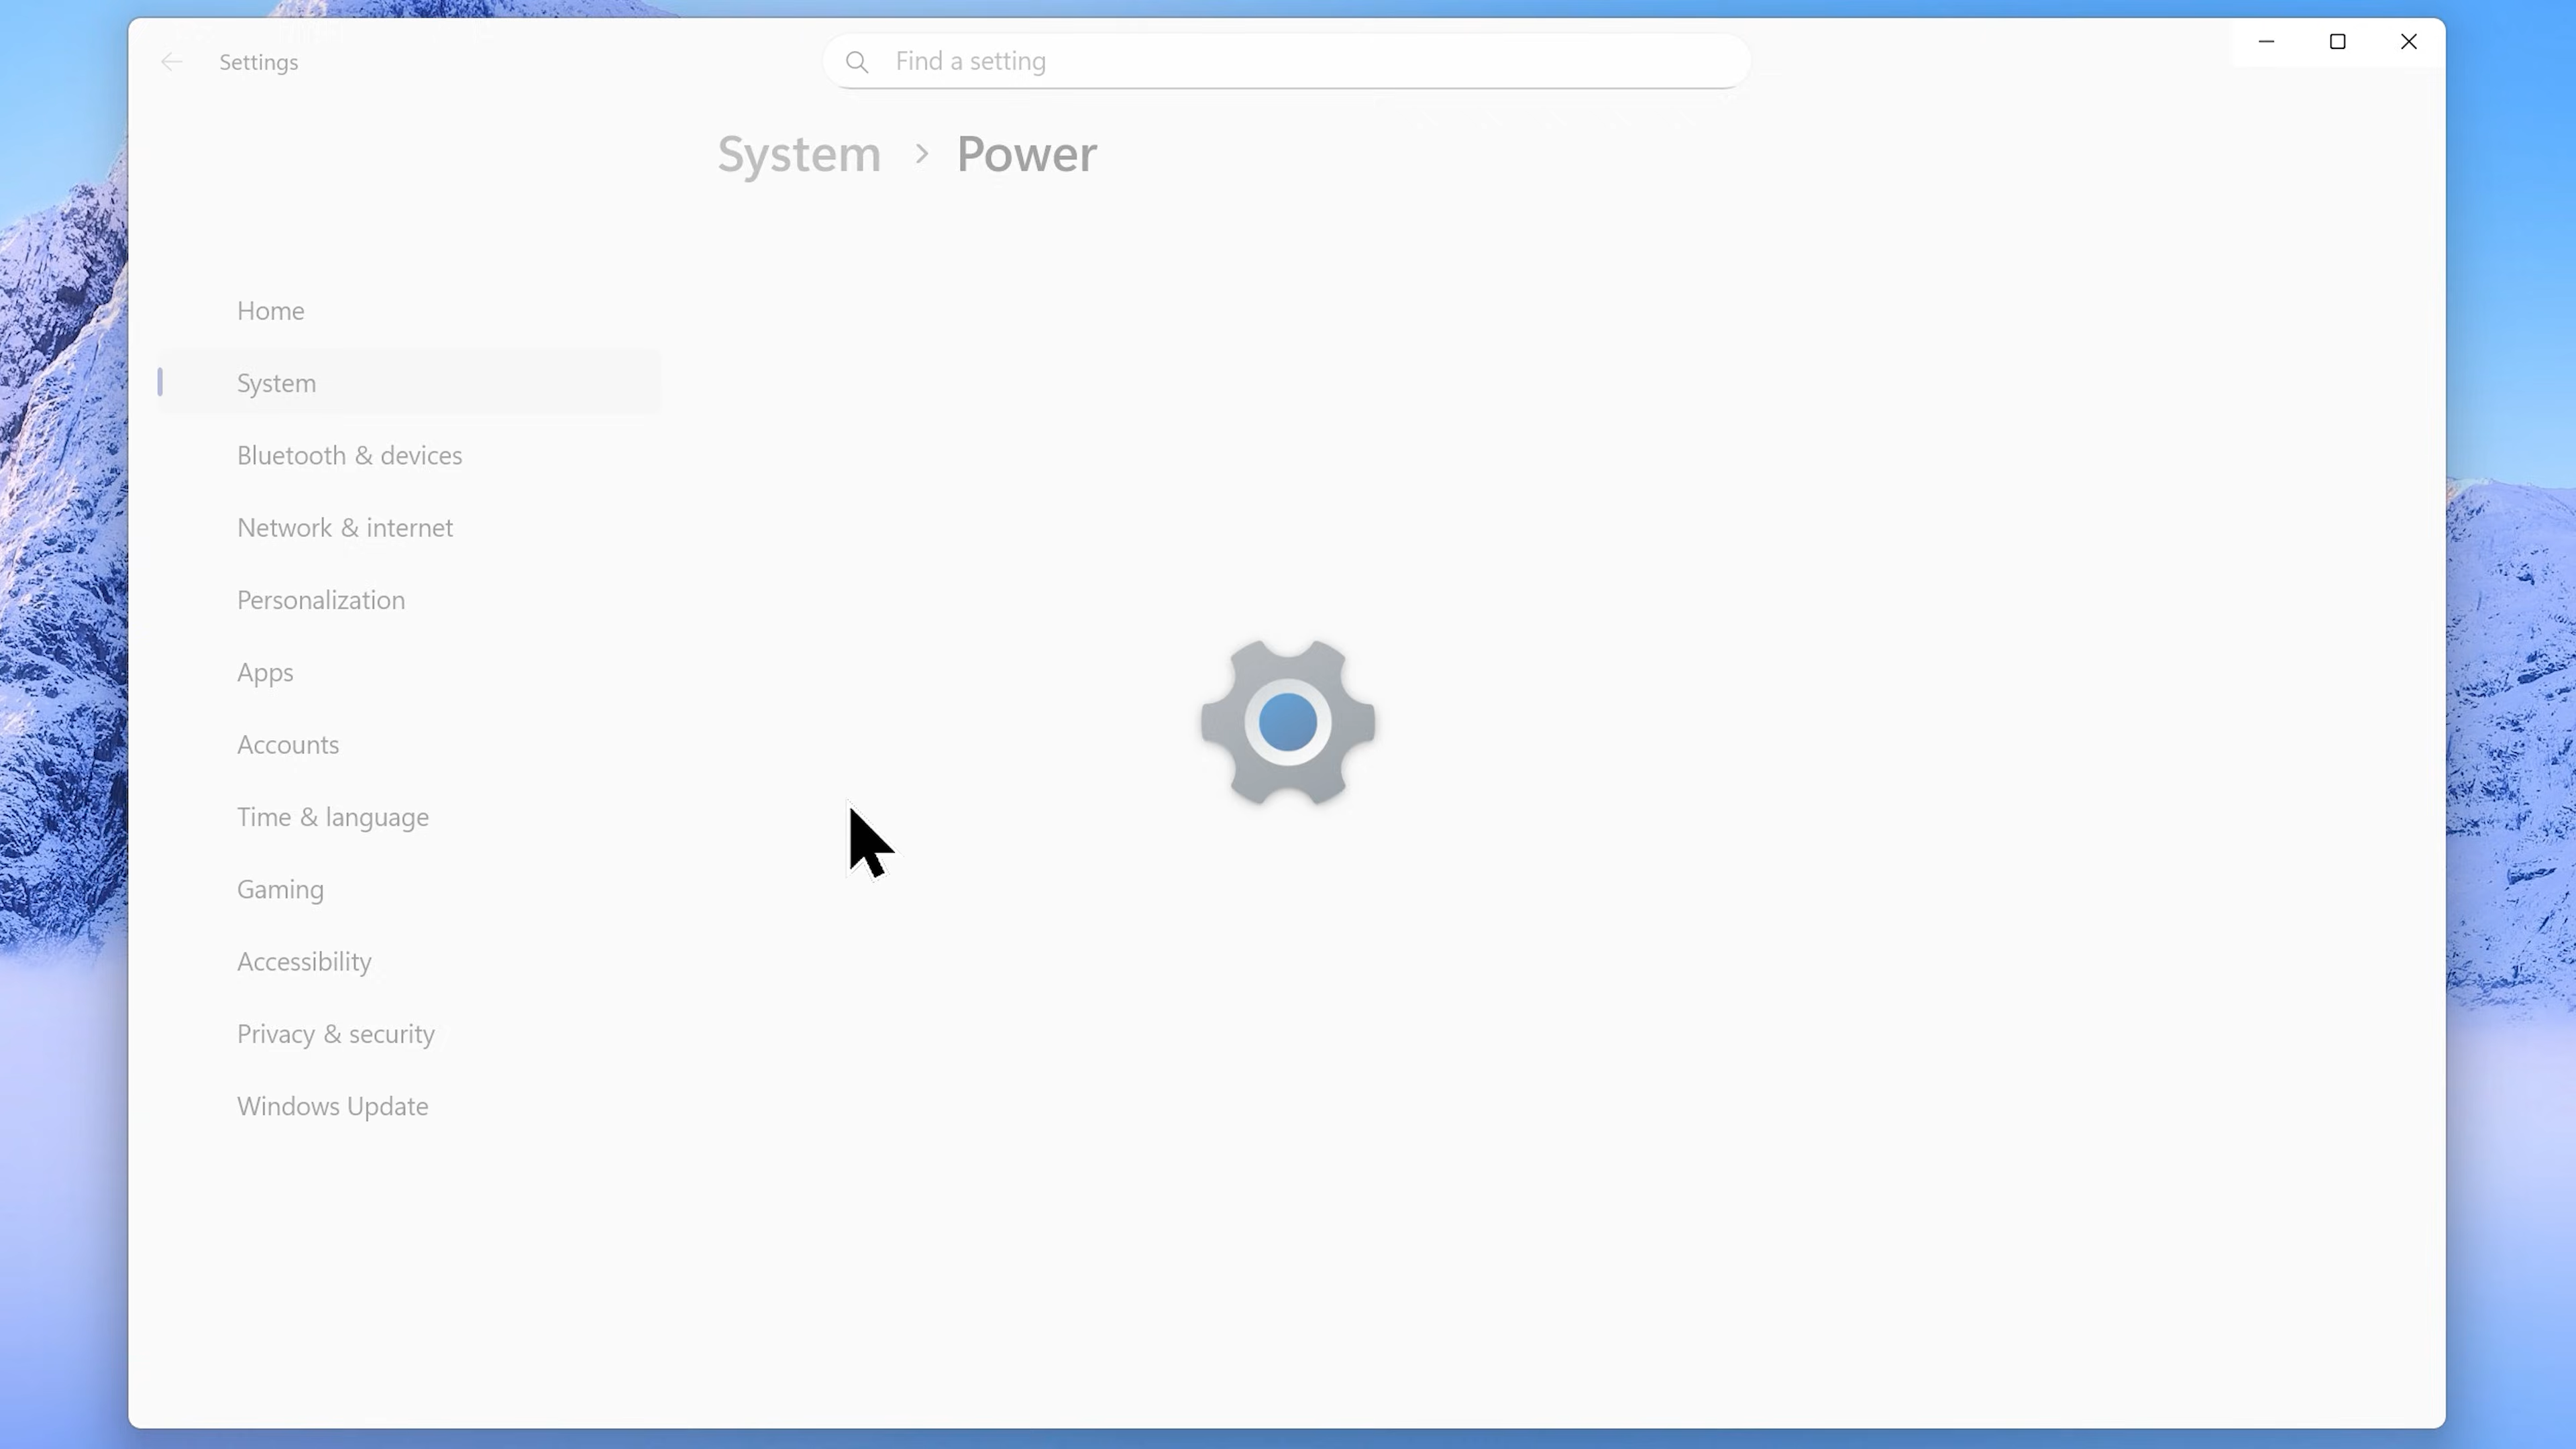 Settings
Find a setting
System > Power
Home
System
Bluetooth & devices
Network & internet
Personalization
Apps
Accounts
Time & language
Gaming
Accessibility
Privacy & security
Windows Update